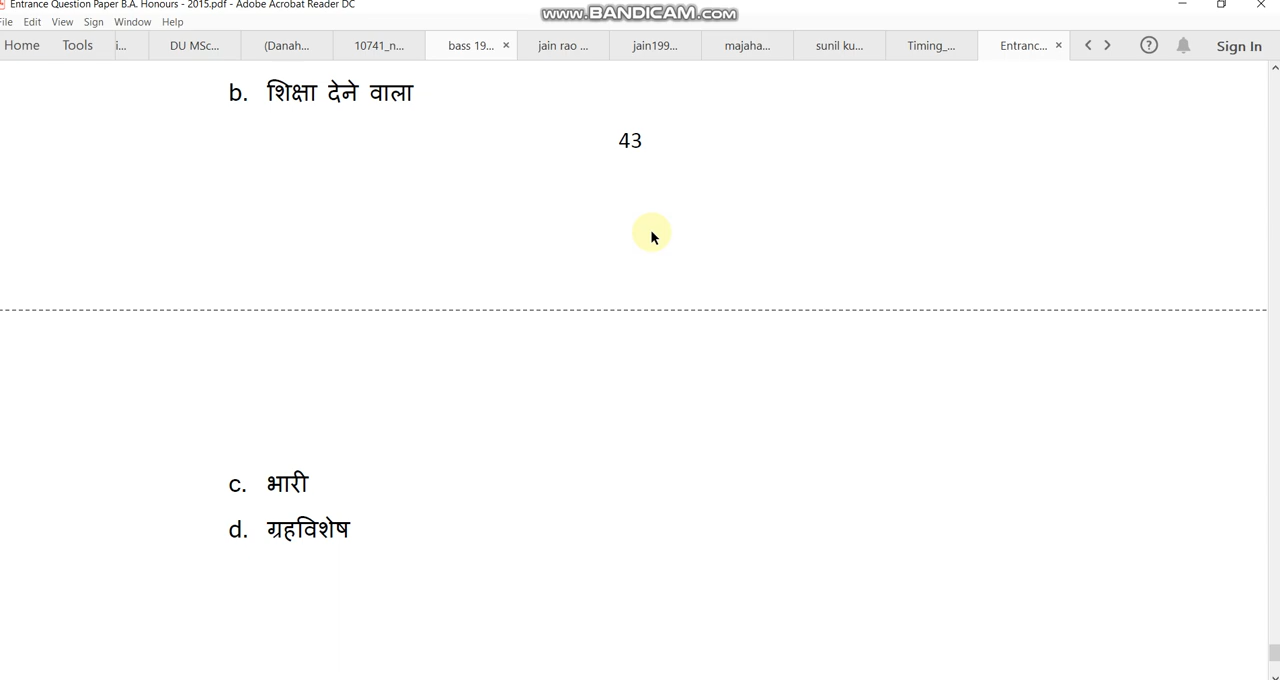 Entrance Question Paper B.A. Honours - 2015.pdf - Adobe Acrobat Reader DC
www.BANDICAM.com
File Edit View Sign Window Help
Home Tools i... DU MSc... (Danah... 10741_n... bass 19... × jain rao ... jain199... majaha... sunil ku... Timing_... Entranc... × Sign In
b. शिक्षा देने वाला
43
c. भारी
d. ग्रहविशेष